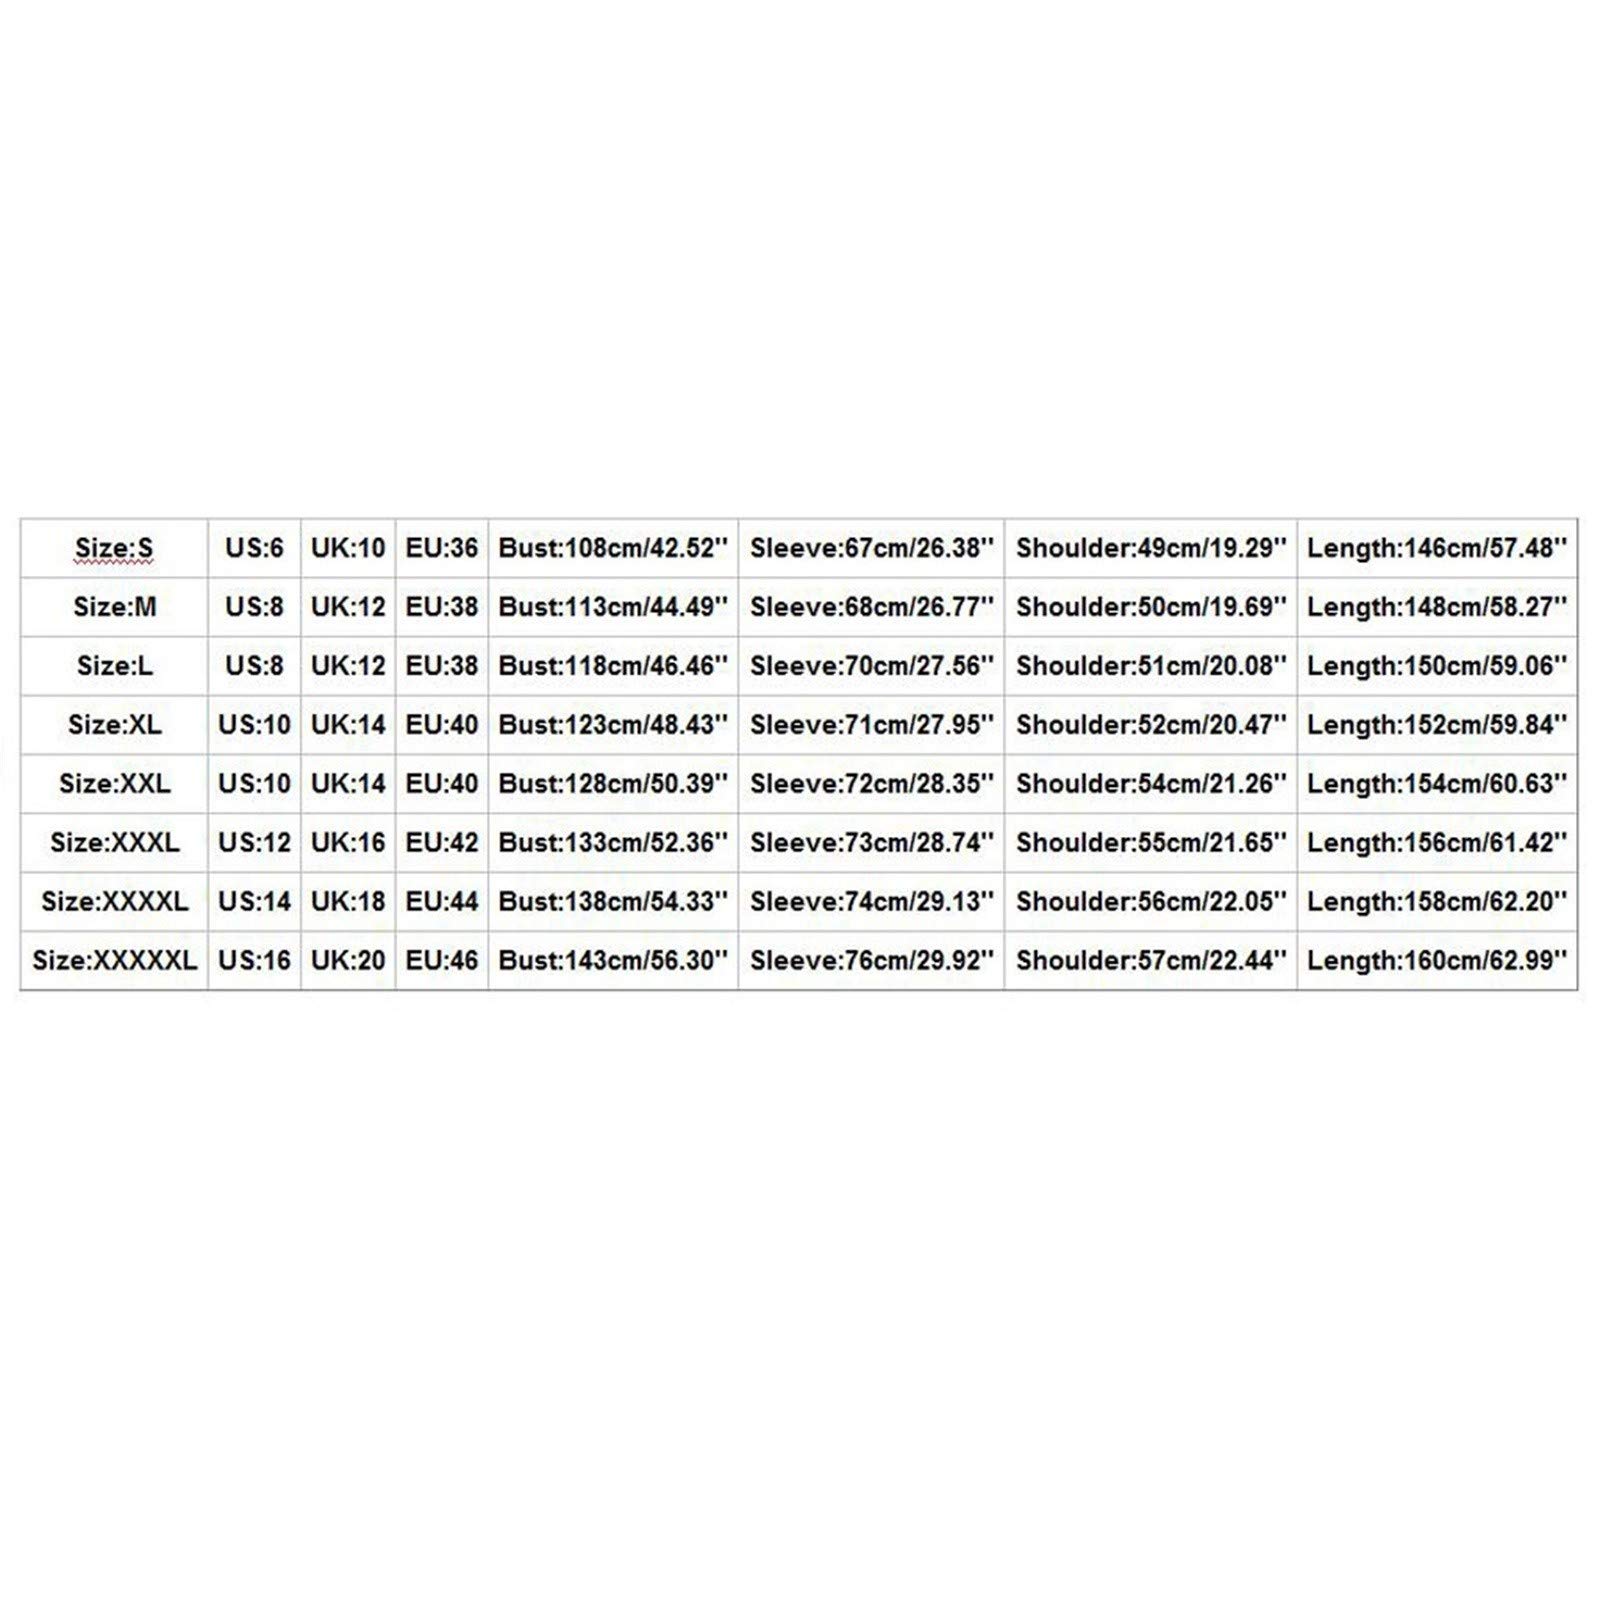 Size:S US:6 UK:10 EU:36 Bust:108cm/42.52'' Sleeve:67cm/26.38'' Shoulder:49cm/19.29'' Length:146cm/57.48''
Size:M US:8 UK:12 EU:38 Bust:113cm/44.49'' Sleeve:68cm/26.77'' Shoulder:50cm/19.69'' Length:148cm/58.27''
Size:L US:8 UK:12 EU:38 Bust:118cm/46.46'' Sleeve:70cm/27.56'' Shoulder:51cm/20.08'' Length:150cm/59.06''
Size:XL US:10 UK:14 EU:40 Bust:123cm/48.43'' Sleeve:71cm/27.95'' Shoulder:52cm/20.47'' Length:152cm/59.84''
Size:XXL US:10 UK:14 EU:40 Bust:128cm/50.39'' Sleeve:72cm/28.35'' Shoulder:54cm/21.26'' Length:154cm/60.63''
Size:XXXL US:12 UK:16 EU:42 Bust:133cm/52.36'' Sleeve:73cm/28.74'' Shoulder:55cm/21.65'' Length:156cm/61.42''
Size:XXXXL US:14 UK:18 EU:44 Bust:138cm/54.33'' Sleeve:74cm/29.13'' Shoulder:56cm/22.05'' Length:158cm/62.20''
Size:XXXXXL US:16 UK:20 EU:46 Bust:143cm/56.30'' Sleeve:76cm/29.92'' Shoulder:57cm/22.44'' Length:160cm/62.99''